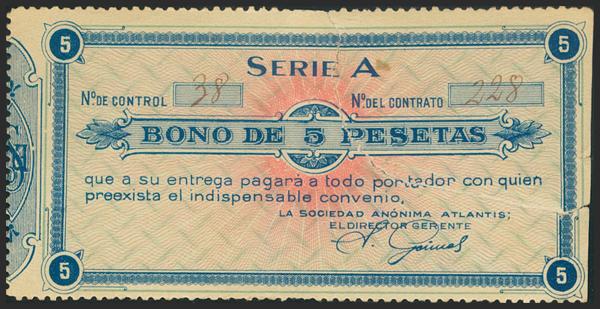 5 5
SERIE A
Nº DE CONTROL 38 Nº DEL CONTRATO 228
BONO DE 5 PESETAS
que a su entrega pagará a todo portador con quien
preexista el indispensable convenio,
LA SOCIEDAD ANÓNIMA ATLANTIS;
EL DIRECTOR GERENTE
5 5